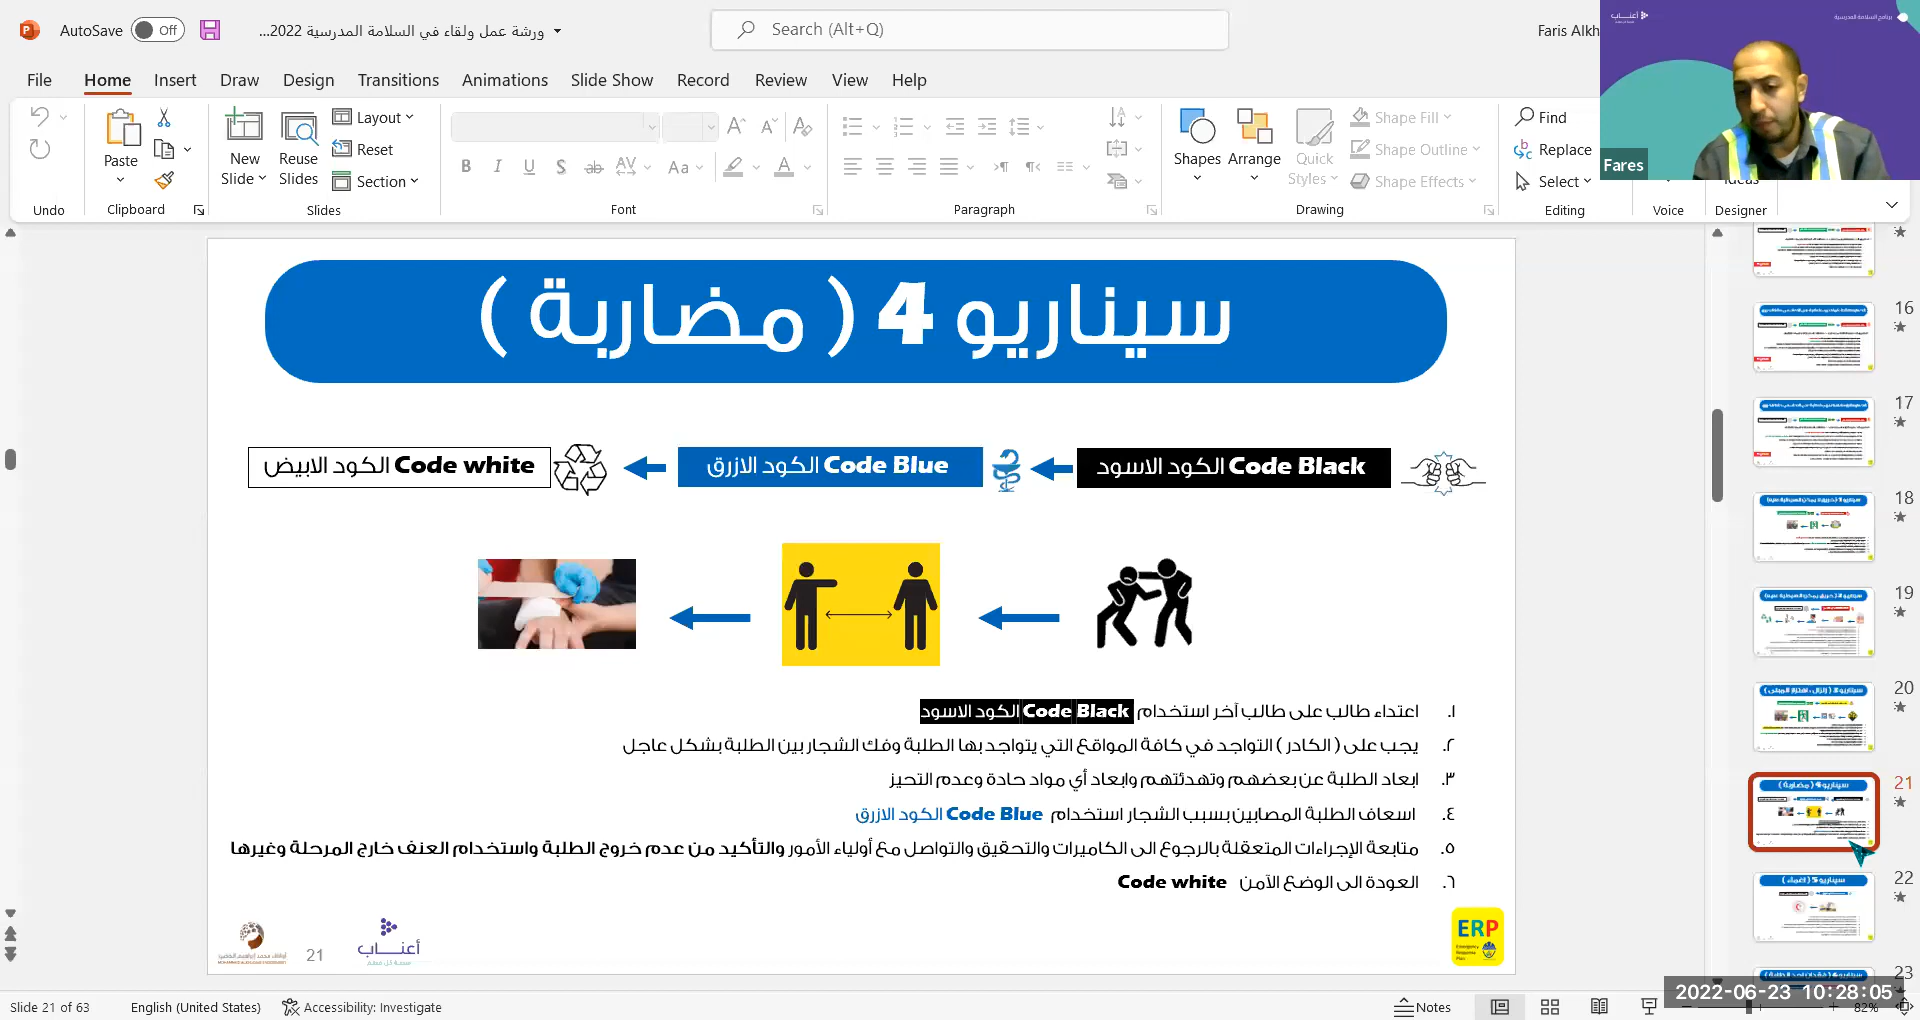 AutoSave
Off
ورشة عمل ولقاء في السلامة المدرسية 2022...
Search (Alt+Q)
Faris Alkh
File
Home
Insert
Draw
Design
Transitions
Animations
Slide Show
Record
Review
View
Help
Undo
Paste
Clipboard
New Slide
Reuse Slides
Layout
Reset
Section
Slides
Font
Paragraph
Shapes
Arrange
Quick Styles
Shape Fill
Shape Outline
Shape Effects
Drawing
Find
Replace
Select
Editing
Voice
Designer
Fares
سيناريو 4 ( مضاربة )
Code Black الكود الاسود
Code Blue الكود الازرق
Code white الكود الابيض
١. اعتداء طالب على طالب آخر استخدام Code Black الكود الاسود
٢. يجب على ( الكادر ) التواجد في كافة المواقع التي يتواجد بها الطلبة وفك الشجار بين الطلبة بشكل عاجل
٣. ابعاد الطلبة عن بعضهم وتهدئتهم وابعاد أي مواد حادة وعدم التحيز
٤. اسعاف الطلبة المصابين بسبب الشجار استخدام Code Blue الكود الازرق
٥. متابعة الإجراءات المتعقلة بالرجوع الى الكاميرات والتحقيق والتواصل مع أولياء الأمور والتأكيد من عدم خروج الطلبة واستخدام العنف خارج المرحلة وغيرها
٦. العودة الى الوضع الآمن Code white
21
أعناب
ERP
Emergency Response Plan
16
17
18
19
20
21
22
23
Slide 21 of 63
English (United States)
Accessibility: Investigate
Notes
2022-06-23 10:28:05
82%